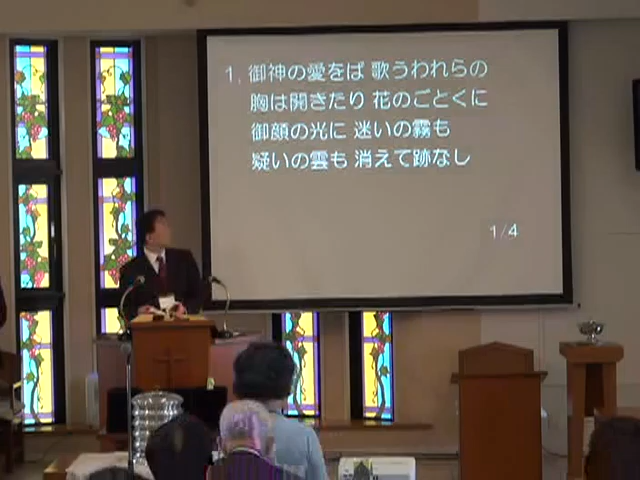 1. 御神の愛をば 歌うわれらの
胸は開きたり 花のごとくに
御顔の光に 迷いの霧も
疑いの雲も 消えて跡なし
1/4